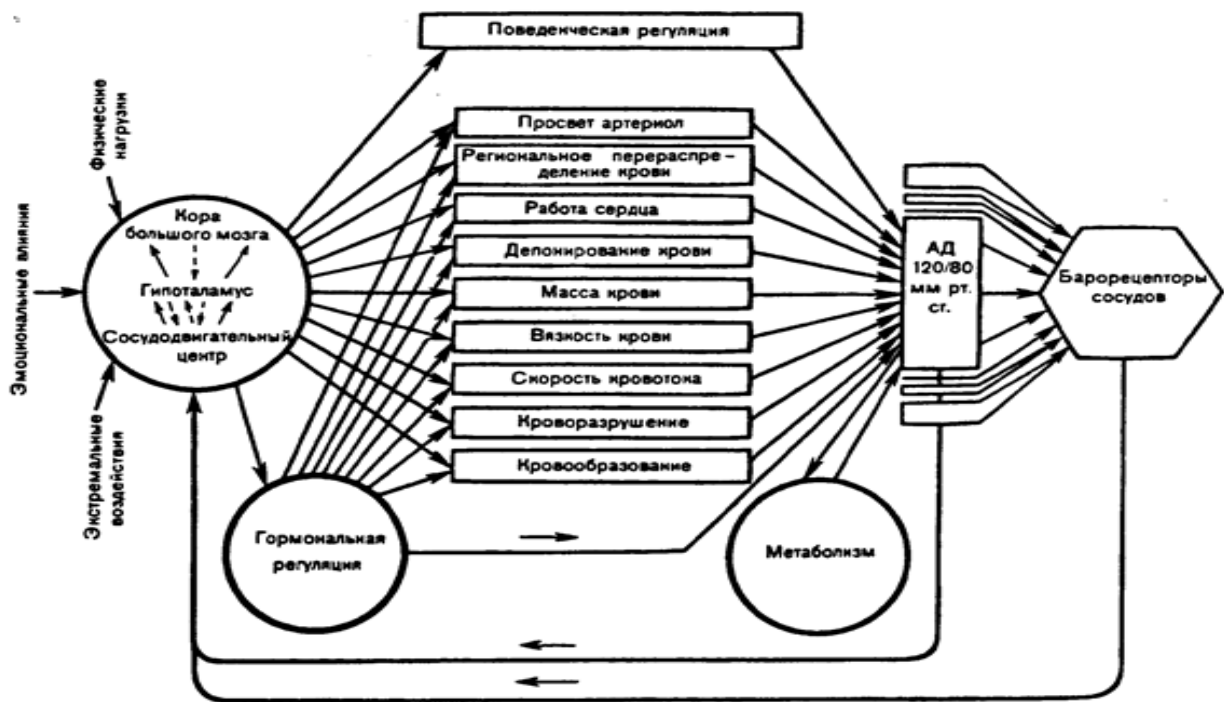 Поведенческая регуляция
Физические
нагрузки
Эмоциональные влияния
Экстремальные
воздействия
Кора
большого мозга
Гипоталамус
Сосудодвигательный
центр
Просвет артериол
Региональное перераспре-
деление крови
Работа сердца
Депонирование крови
Масса крови
Вязкость крови
Скорость кровотока
Кроворазрушение
Кровообразование
Гормональная
регуляция
Метаболизм
АД
120/80
мм рт.
ст.
Барорецепторы
сосудов